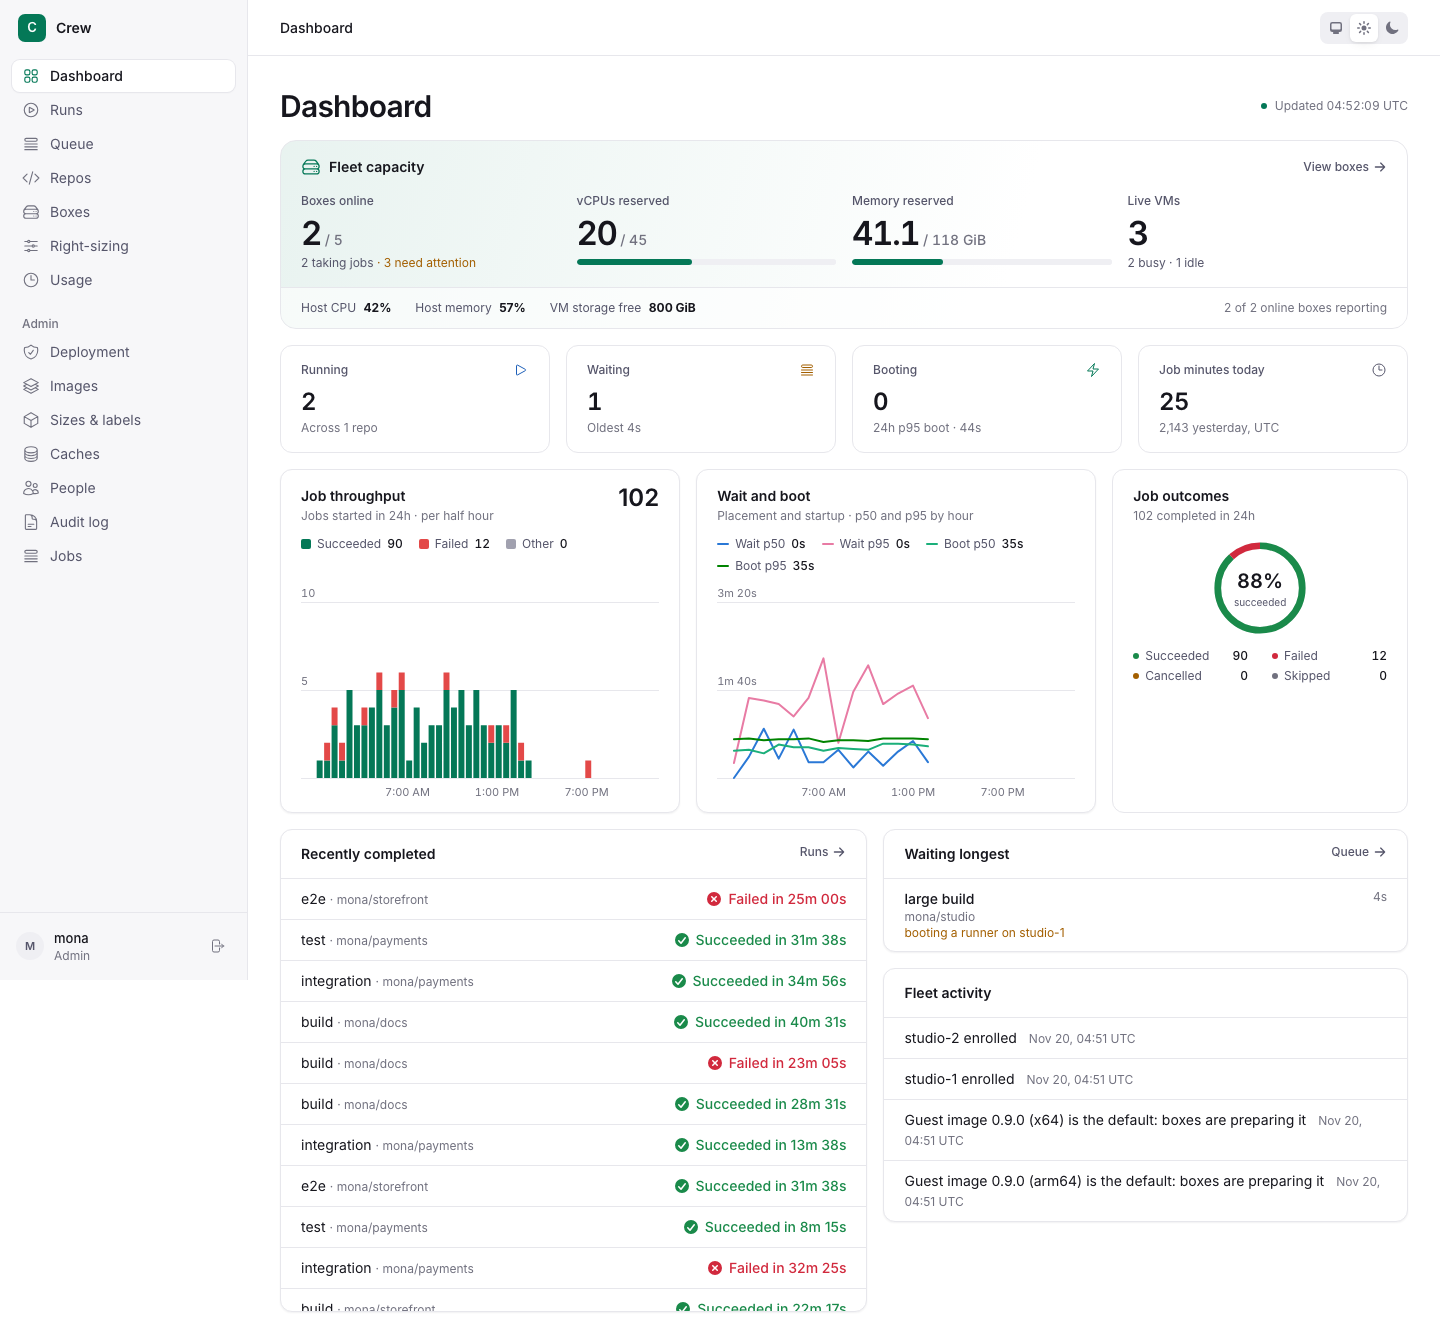 C
Crew
Dashboard
Runs
Queue
Repos
Boxes
Right-sizing
Usage
Admin
Deployment
Images
Sizes & labels
Caches
People
Audit log
Jobs
M
mona
Admin
Dashboard
Dashboard
Updated 04:52:09 UTC
Fleet capacity
View boxes →
Boxes online
2 / 5
2 taking jobs · 3 need attention
vCPUs reserved
20 / 45
Memory reserved
41.1 / 118 GiB
Live VMs
3
2 busy · 1 idle
Host CPU 42% Host memory 57% VM storage free 800 GiB
2 of 2 online boxes reporting
Running
2
Across 1 repo
Waiting
1
Oldest 4s
Booting
0
24h p95 boot · 44s
Job minutes today
25
2,143 yesterday, UTC
Job throughput
102
Jobs started in 24h · per half hour
Succeeded 90 Failed 12 Other 0
10
5
7:00 AM 1:00 PM 7:00 PM
Wait and boot
Placement and startup · p50 and p95 by hour
Wait p50 0s Wait p95 0s Boot p50 35s
Boot p95 35s
3m 20s
1m 40s
7:00 AM 1:00 PM 7:00 PM
Job outcomes
102 completed in 24h
88%
succeeded
Succeeded 90 Failed 12
Cancelled 0 Skipped 0
Recently completed
Runs →
e2e · mona/storefront Failed in 25m 00s
test · mona/payments Succeeded in 31m 38s
integration · mona/payments Succeeded in 34m 56s
build · mona/docs Succeeded in 40m 31s
build · mona/docs Failed in 23m 05s
build · mona/docs Succeeded in 28m 31s
integration · mona/payments Succeeded in 13m 38s
e2e · mona/storefront Succeeded in 31m 38s
test · mona/payments Succeeded in 8m 15s
integration · mona/payments Failed in 32m 25s
build · mona/storefront Succeeded in 22m 17s
Waiting longest
Queue →
large build 4s
mona/studio
booting a runner on studio-1
Fleet activity
studio-2 enrolled Nov 20, 04:51 UTC
studio-1 enrolled Nov 20, 04:51 UTC
Guest image 0.9.0 (x64) is the default: boxes are preparing it Nov 20,
04:51 UTC
Guest image 0.9.0 (arm64) is the default: boxes are preparing it Nov 20,
04:51 UTC